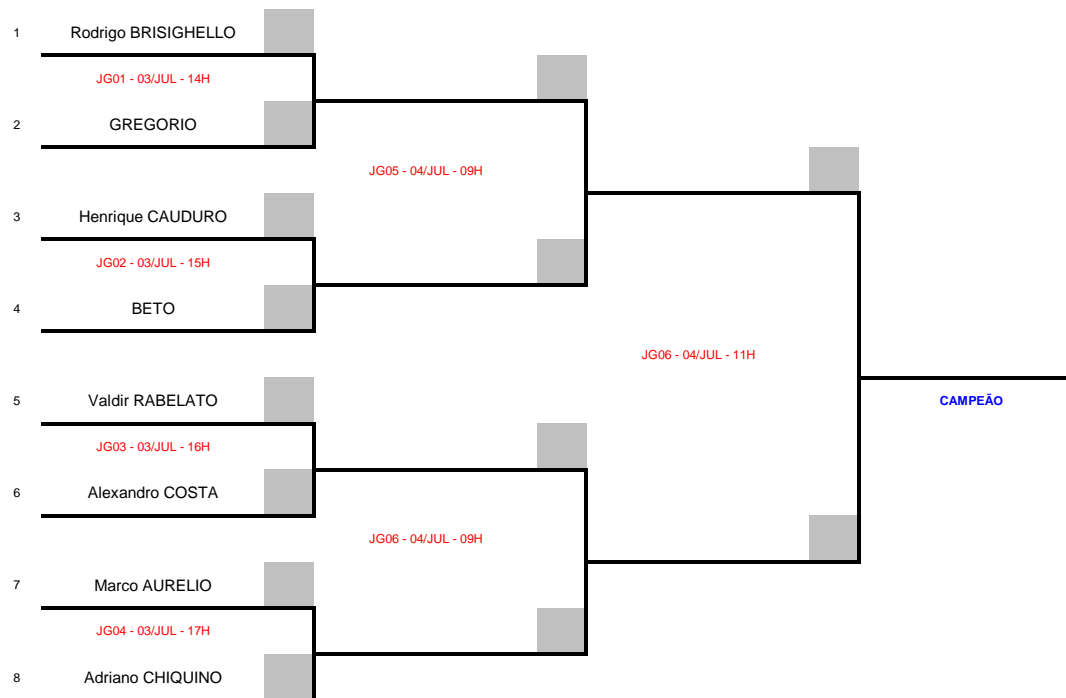 1 Rodrigo BRISIGHELLO
JG01 - 03/JUL - 14H
2 GREGORIO
JG05 - 04/JUL - 09H
3 Henrique CAUDURO
JG02 - 03/JUL - 15H
4 BETO
JG06 - 04/JUL - 11H
5 Valdir RABELATO
CAMPEÃO
JG03 - 03/JUL - 16H
6 Alexandro COSTA
JG06 - 04/JUL - 09H
7 Marco AURELIO
JG04 - 03/JUL - 17H
8 Adriano CHIQUINO